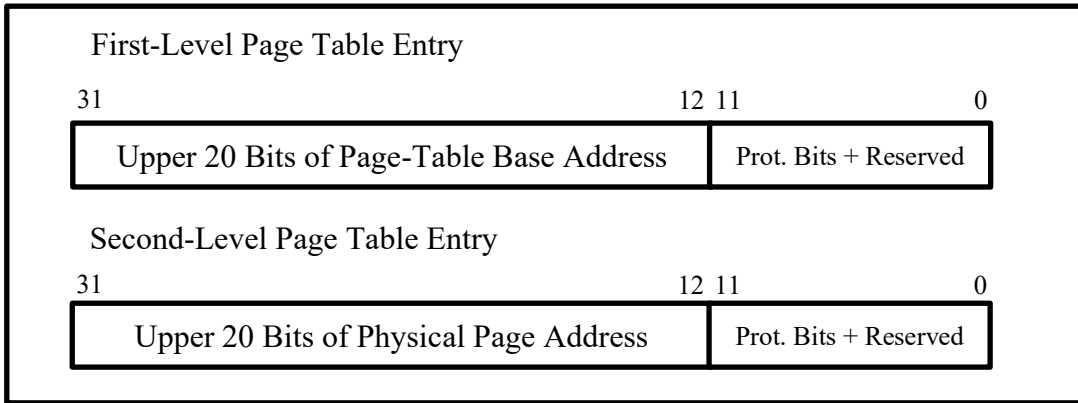 First-Level Page Table Entry
31 12 11 0
Upper 20 Bits of Page-Table Base Address Prot. Bits + Reserved
Second-Level Page Table Entry
31 12 11 0
Upper 20 Bits of Physical Page Address Prot. Bits + Reserved